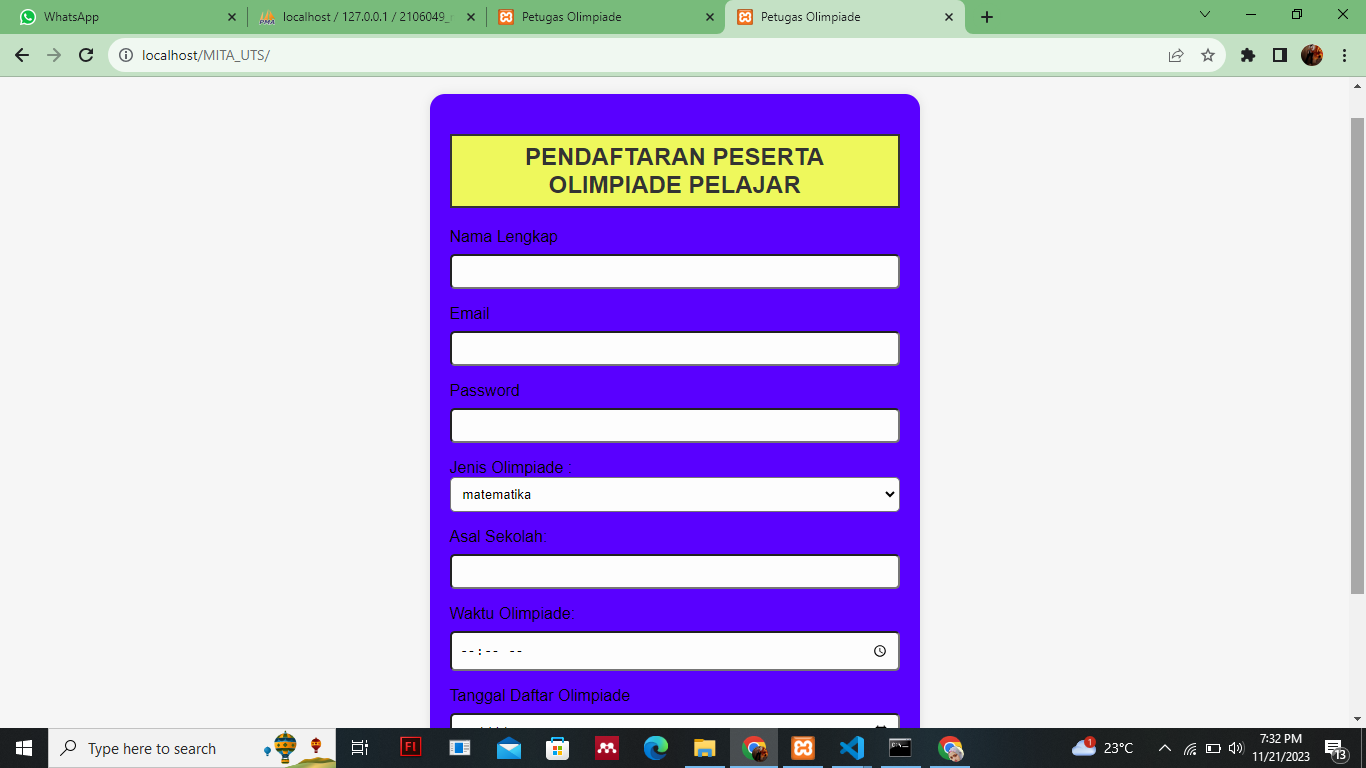 WhatsApp
localhost / 127.0.0.1 / 2106049_
Petugas Olimpiade
Petugas Olimpiade
localhost/MITA_UTS/
PENDAFTARAN PESERTA
OLIMPIADE PELAJAR
Nama Lengkap
Email
Password
Jenis Olimpiade :
matematika
Asal Sekolah:
Waktu Olimpiade:
--:-- --
Tanggal Daftar Olimpiade
Type here to search
Fl
1
23°C
7:32 PM
11/21/2023
13